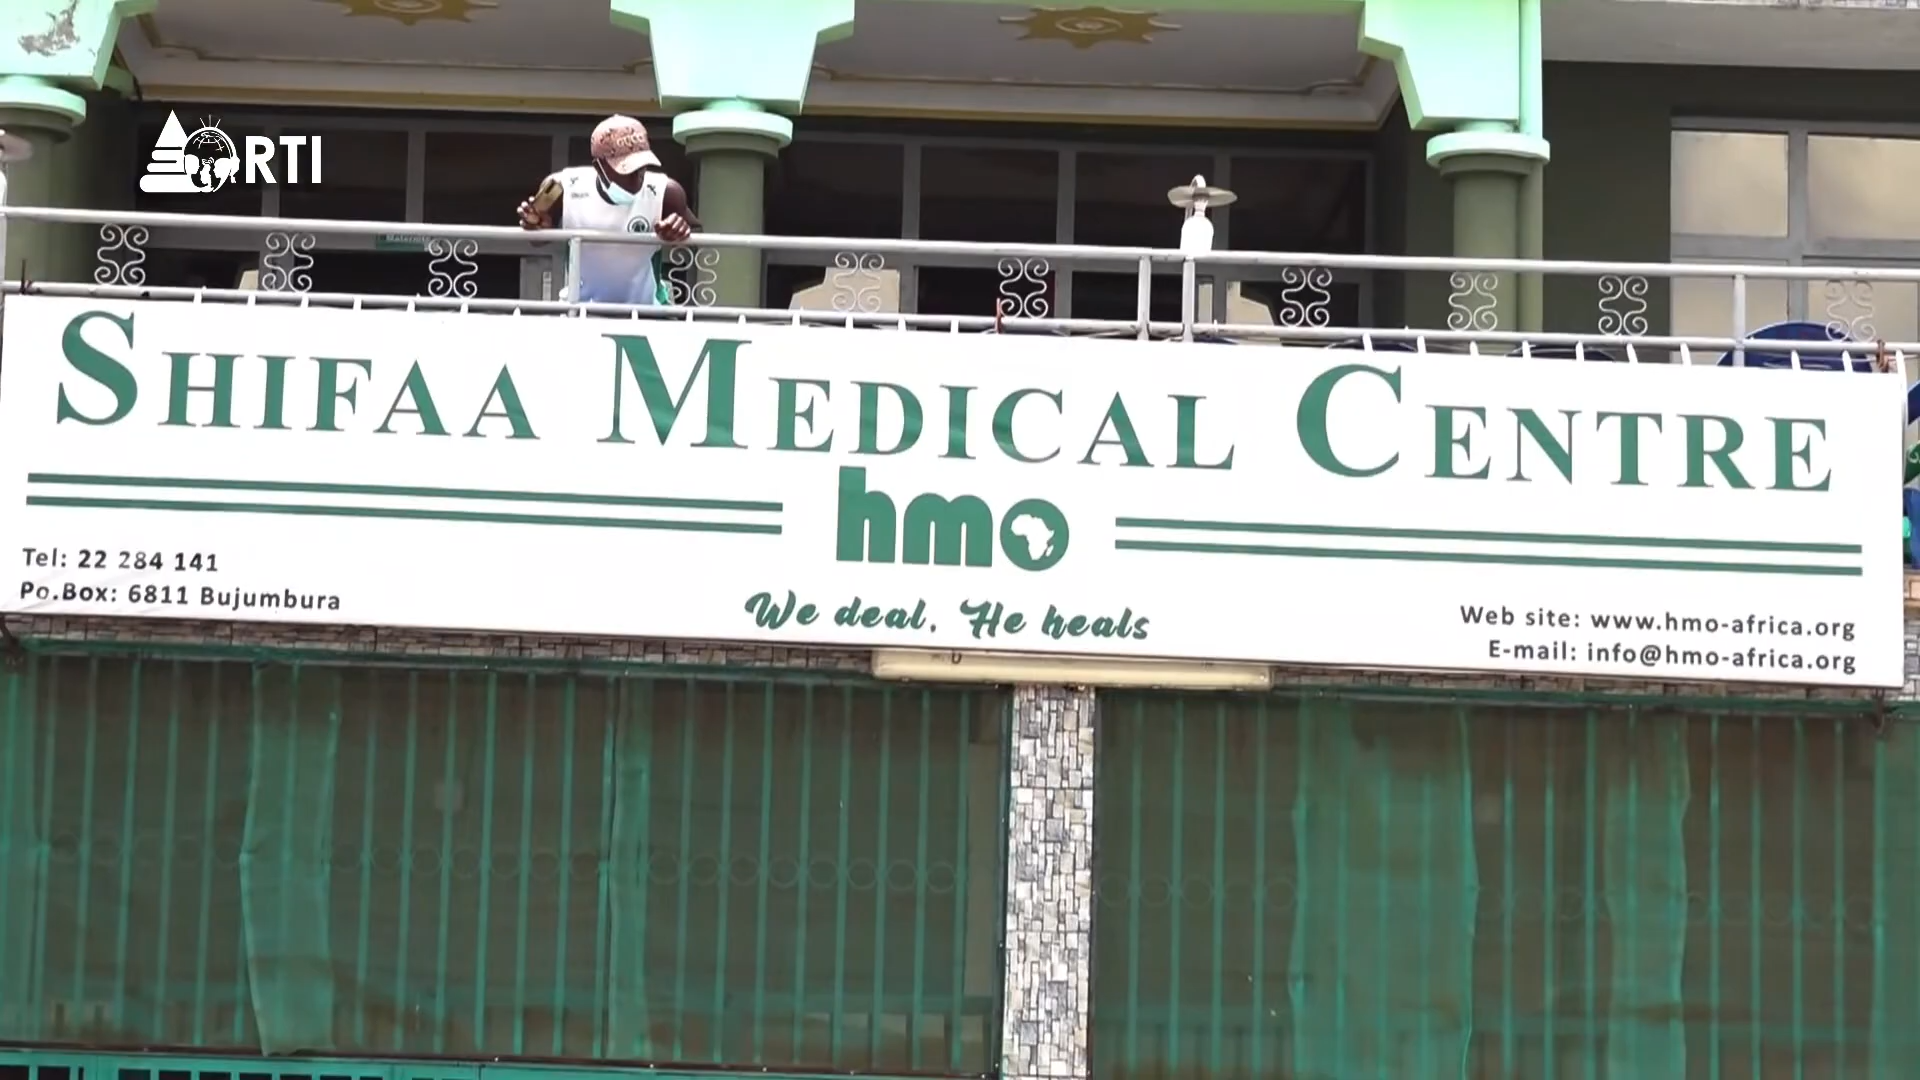 RTI
Maternité
SHIFAA MEDICAL CENTRE
hmo
Tel: 22 284 141
Po.Box: 6811 Bujumbura
We deal, He heals
Web site: www.hmo-africa.org
E-mail: info@hmo-africa.org